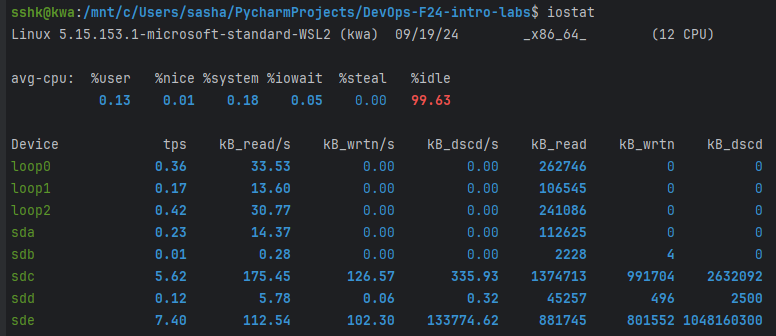 sshk@kwa:/mnt/c/Users/sasha/PycharmProjects/DevOps-F24-intro-labs$ iostat
Linux 5.15.153.1-microsoft-standard-WSL2 (kwa) 09/19/24 _x86_64_ (12 CPU)
avg-cpu: %user %nice %system %iowait %steal %idle
0.13 0.01 0.18 0.05 0.00 99.63
Device tps kB_read/s kB_wrtn/s kB_dscd/s kB_read kB_wrtn kB_dscd
loop0 0.36 33.53 0.00 0.00 262746 0 0
loop1 0.17 13.60 0.00 0.00 106545 0 0
loop2 0.42 30.77 0.00 0.00 241086 0 0
sda 0.23 14.37 0.00 0.00 112625 0 0
sdb 0.01 0.28 0.00 0.00 2228 4 0
sdc 5.62 175.45 126.57 335.93 1374713 991704 2632092
sdd 0.12 5.78 0.06 0.32 45257 496 2500
sde 7.40 112.54 102.30 133774.62 881745 801552 1048160300